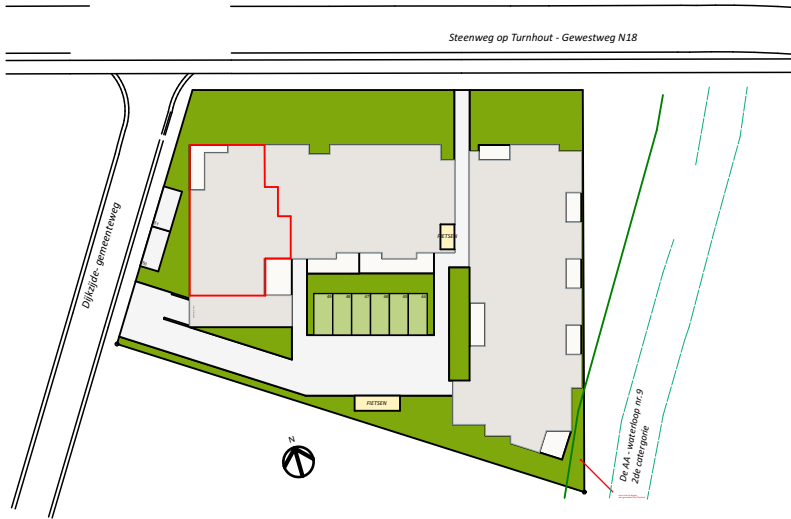 Steenweg op Turnhout - Gewestweg N18
Dijkzijde- gemeenteweg
FIETSEN
FIETSEN
N
De AA - waterloop nr.9
2de catergorie